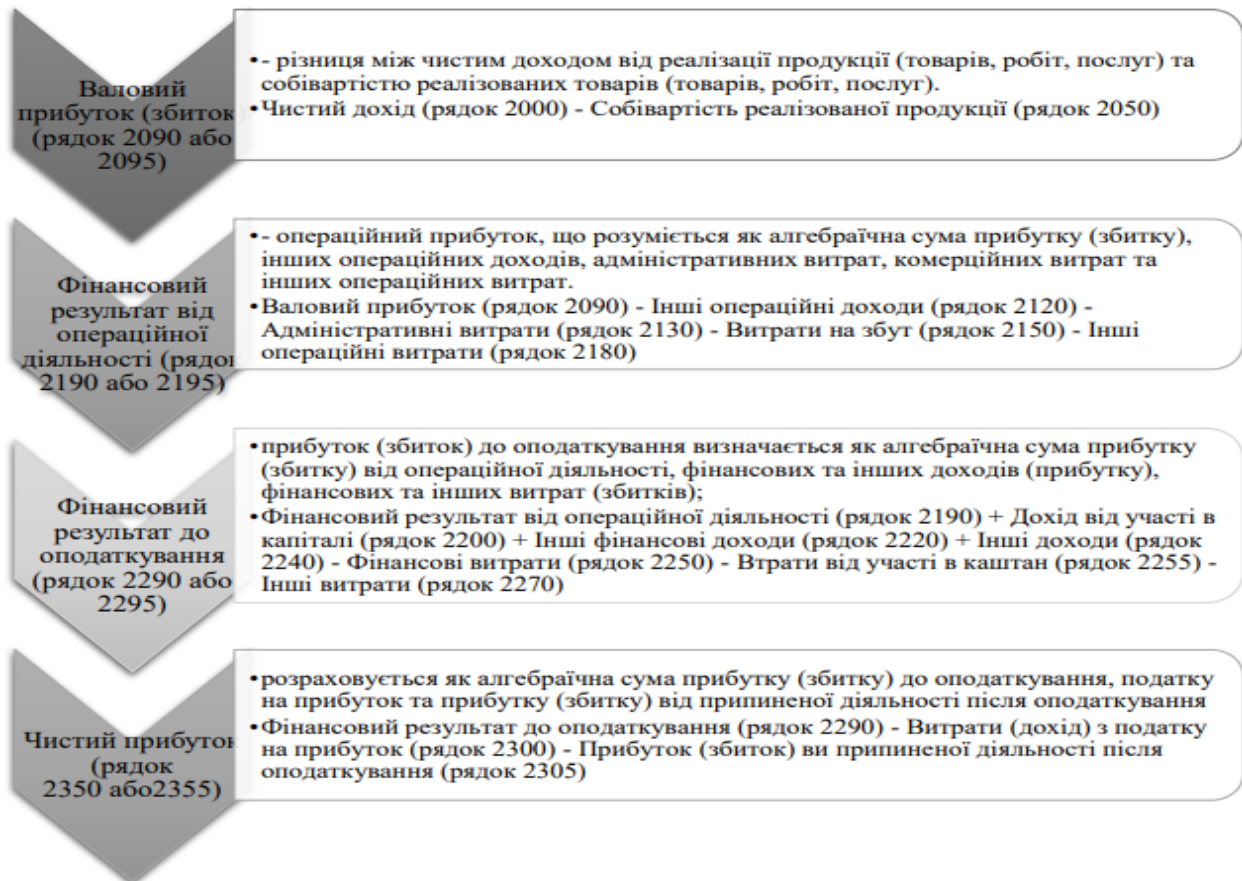 Валовий
прибуток (збиток)
(рядок 2090 або
2095)
•- різниця між чистим доходом від реалізації продукції (товарів, робіт, послуг) та
собівартістю реалізованих товарів (товарів, робіт, послуг).
•Чистий дохід (рядок 2000) - Собівартість реалізованої продукції (рядок 2050)
Фінансовий
результат від
операційної
діяльності (рядок
2190 або 2195)
•- операційний прибуток, що розуміється як алгебраїчна сума прибутку (збитку),
інших операційних доходів, адміністративних витрат, комерційних витрат та
інших операційних витрат.
•Валовий прибуток (рядок 2090) - Інші операційні доходи (рядок 2120) -
Адміністративні витрати (рядок 2130) - Витрати на збут (рядок 2150) - Інші
операційні витрати (рядок 2180)
Фінансовий
результат до
оподаткування
(рядок 2290 або
2295)
•прибуток (збиток) до оподаткування визначається як алгебраїчна сума прибутку
(збитку) від операційної діяльності, фінансових та інших доходів (прибутку),
фінансових та інших витрат (збитків);
•Фінансовий результат від операційної діяльності (рядок 2190) + Дохід від участі в
капіталі (рядок 2200) + Інші фінансові доходи (рядок 2220) + Інші доходи (рядок
2240) - Фінансові витрати (рядок 2250) - Втрати від участі в каштан (рядок 2255) -
Інші витрати (рядок 2270)
Чистий прибуток
(рядок
2350 або2355)
•розраховується як алгебраїчна сума прибутку (збитку) до оподаткування, податку
на прибуток та прибутку (збитку) від припиненої діяльності після оподаткування
•Фінансовий результат до оподаткування (рядок 2290) - Витрати (дохід) з податку
на прибуток (рядок 2300) - Прибуток (збиток) ви припиненої діяльності після
оподаткування (рядок 2305)